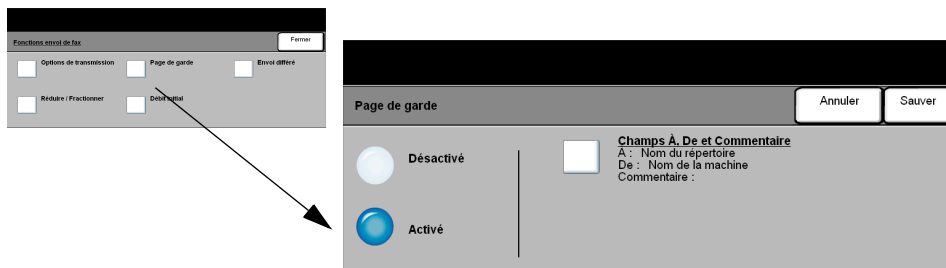 Fonctions envoi de fax
Fermer
Options de transmission
Page de garde
Envoi différé
Réduire / Fractionner
Débit initial
Page de garde
Annuler
Sauver
Désactivé
Activé
Champs À, De et Commentaire
À : Nom du répertoire
De : Nom de la machine
Commentaire :